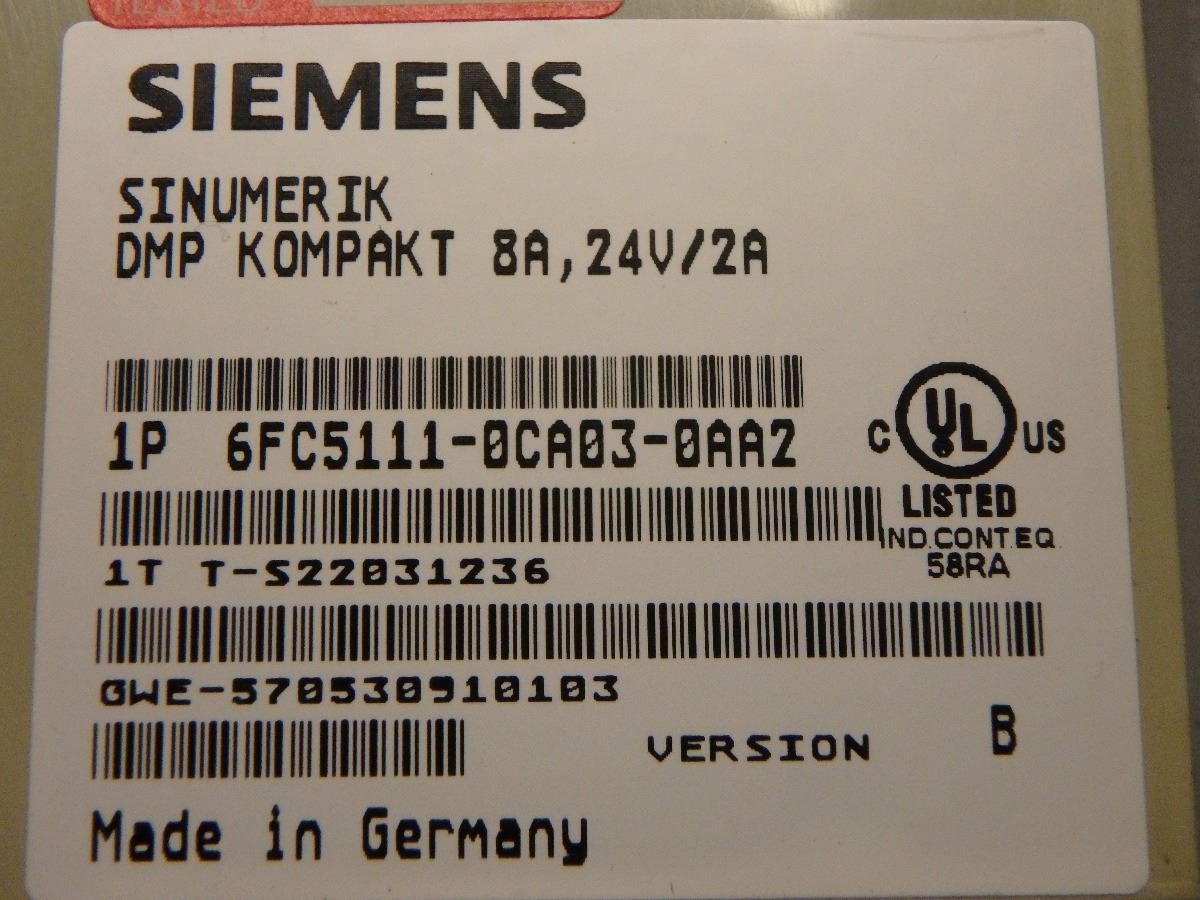 TESTED
SIEMENS
SINUMERIK
DMP KOMPAKT 8A,24V/2A
1P 6FC5111-0CA03-0AA2
C UL US
LISTED
IND.CONT.EQ.
58RA
1T T-S22031236
GWE-570530910103
VERSION B
Made in Germany